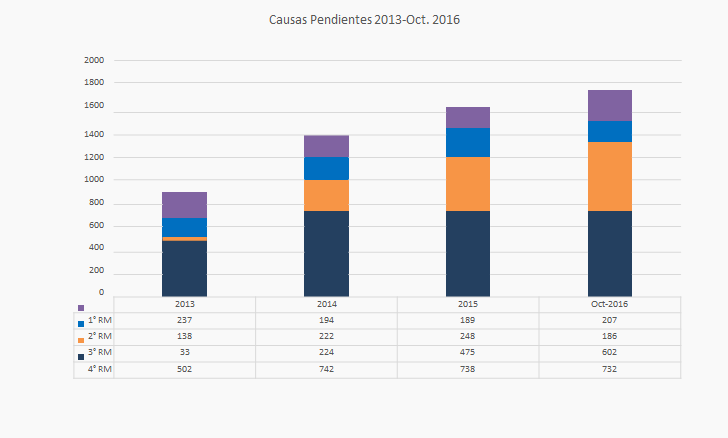 Causas Pendientes 2013-Oct. 2016
2000
1800
1600
1400
1200
1000
800
600
400
200
0
2013 2014 2015 Oct-2016
1° RM 237 194 189 207
2° RM 138 222 248 186
3° RM 33 224 475 602
4° RM 502 742 738 732